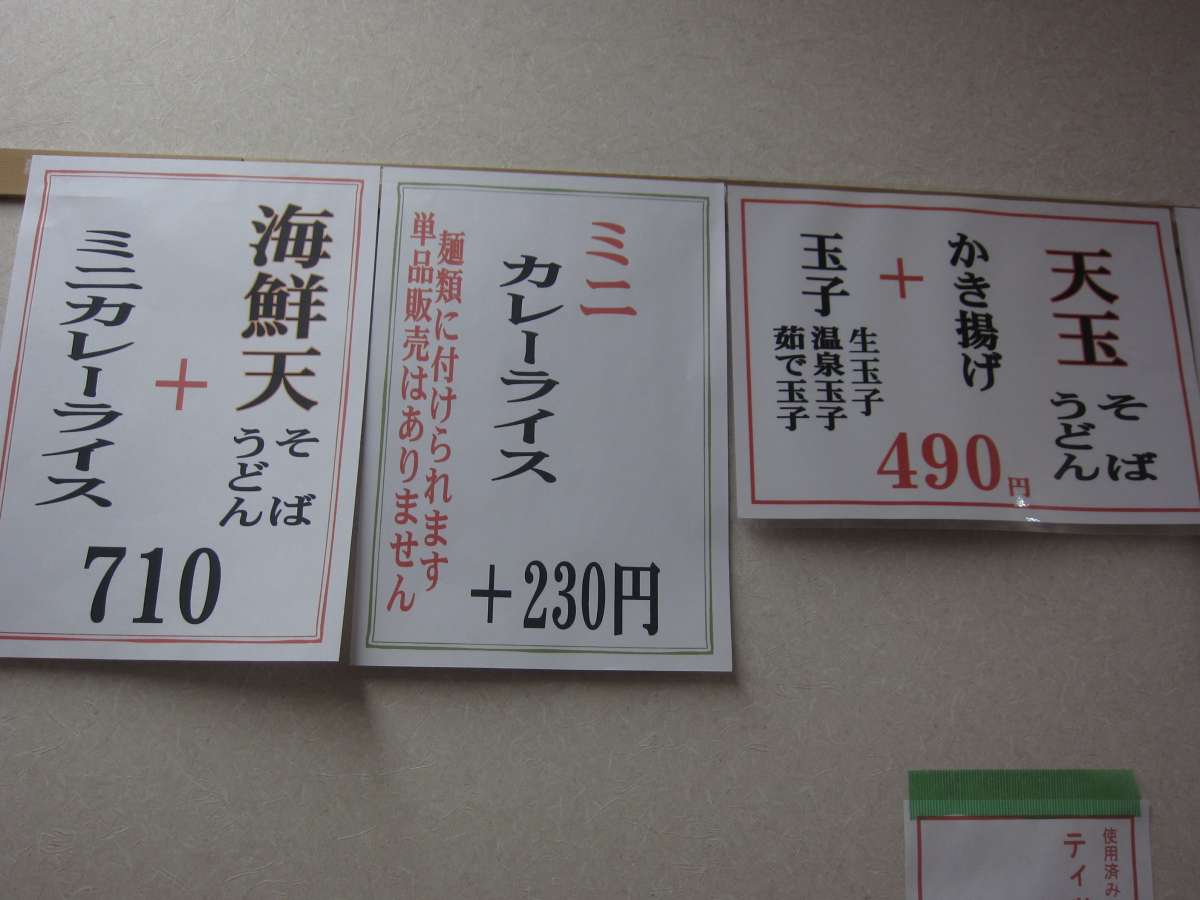 天玉
そば
うどん
かき揚げ
＋
玉子
生玉子
温泉玉子
茹で玉子
490円
ミニ
カレーライス
麺類に付けられます
単品販売はありません
＋230円
海鮮天
そば
うどん
＋
ミニカレーライス
710
使用済み
ティ